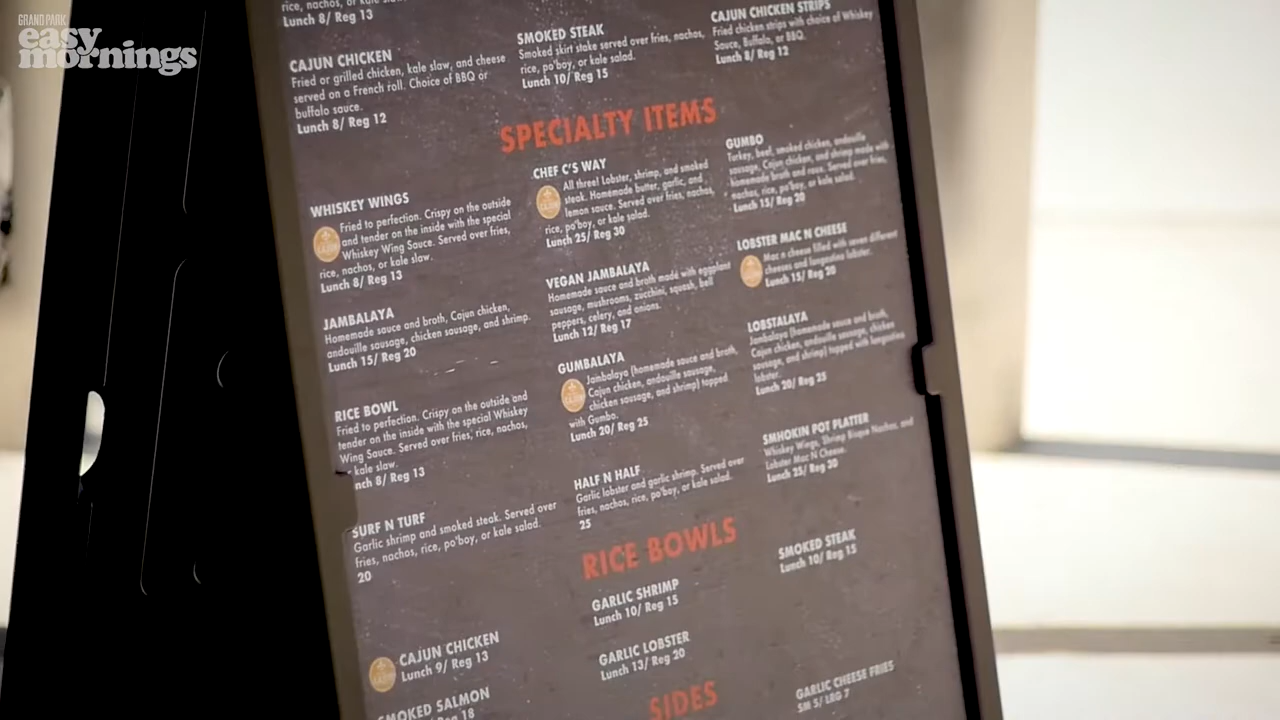 GRAND PARK
easy
mornings
rice, nachos, or k
Lunch 8/ Reg 13
CAJUN CHICKEN
Fried or grilled chicken, kale slaw, and cheese
served on a French roll. Choice of BBQ or
buffalo sauce.
Lunch 8/ Reg 12
SMOKED STEAK
Smoked skirt stake served over fries, nachos,
rice, po'boy, or kale salad.
Lunch 10/ Reg 15
CAJUN CHICKEN STRIPS
Fried chicken strips with choice of Whiskey
Sauce, Buffalo, or BBQ.
Lunch 8/ Reg 12
SPECIALTY ITEMS
WHISKEY WINGS
Fried to perfection. Crispy on the outside
and tender on the inside with the special
Whiskey Wing Sauce. Served over fries,
rice, nachos, or kale slaw.
Lunch 8/ Reg 13
JAMBALAYA
Homemade sauce and broth, Cajun chicken,
andouille sausage, chicken sausage, and shrimp.
Lunch 15/ Reg 20
RICE BOWL
Fried to perfection. Crispy on the outside and
tender on the inside with the special Whiskey
Wing Sauce. Served over fries, rice, nachos,
kale slaw.
nch 8/ Reg 13
SURF N TURF
Garlic shrimp and smoked steak. Served over
fries, nachos, rice, po'boy, or kale salad.
20
CHEF C'S WAY
All three! Lobster, shrimp, and smoked
steak. Homemade butter, garlic, and
lemon sauce. Served over fries, nachos,
rice, po'boy, or kale salad.
Lunch 25/ Reg 30
VEGAN JAMBALAYA
Homemade sauce and broth made with eggplant
sausage, mushrooms, zucchini, squash, bell
peppers, celery, and onions.
Lunch 12/ Reg 17
GUMBALAYA
Jambalaya (homemade sauce and broth,
Cajun chicken, andouille sausage,
chicken sausage, and shrimp) topped
with Gumbo.
Lunch 20/ Reg 25
HALF N HALF
Garlic lobster and garlic shrimp. Served over
fries, nachos, rice, po'boy, or kale salad.
25
GUMBO
Turkey, beef, smoked chicken, andouille
sausage, Cajun chicken, and shrimp made with
homemade broth and roux. Served over fries,
nachos, rice, po'boy, or kale salad.
Lunch 15/ Reg 20
LOBSTER MAC N CHEESE
Mac n cheese filled with seven different
cheeses and langostino lobster.
Lunch 15/ Reg 20
LOBSTALAYA
Jambalaya (homemade sauce and broth,
Cajun chicken, andouille sausage, chicken
sausage, and shrimp) topped with langostino
lobster.
Lunch 20/ Reg 25
SMHOKIN POT PLATTER
Whiskey Wings, Shrimp Bisque Nachos, and
Lobster Mac N Cheese.
Lunch 25/ Reg 30
RICE BOWLS
CAJUN CHICKEN
Lunch 9/ Reg 13
SMOKED SALMON
Reg 18
GARLIC SHRIMP
Lunch 10/ Reg 15
GARLIC LOBSTER
Lunch 13/ Reg 20
SMOKED STEAK
Lunch 10/ Reg 15
SIDES
GARLIC CHEESE FRIES
SM 5/ LRG 7